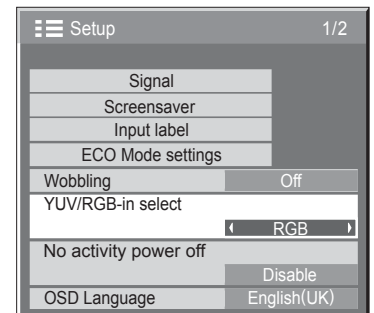 Setup 1/2
Signal
Screensaver
Input label
ECO Mode settings
Wobbling Off
YUV/RGB-in select
RGB
No activity power off
Disable
OSD Language English(UK)